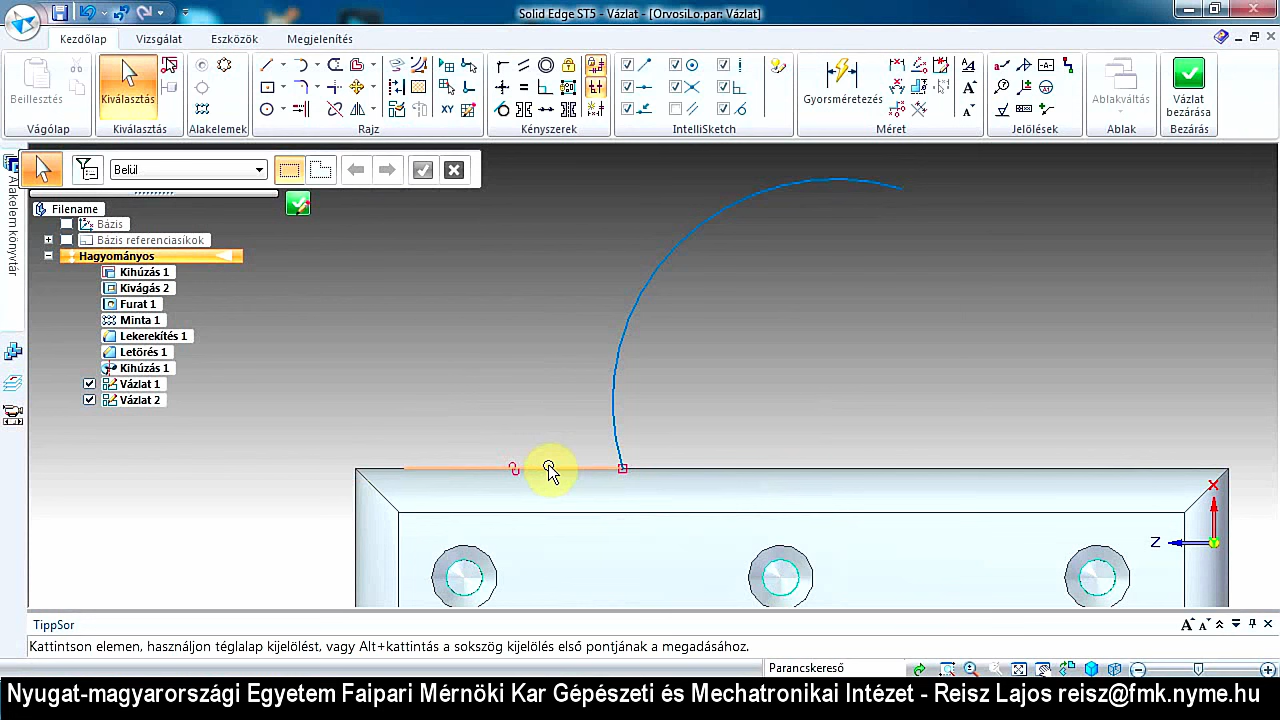 Solid Edge ST5 - Vázlat - [OrvosiLo.par: Vázlat]
Kezdőlap Vizsgálat Eszközök Megjelenítés
Beillesztés
Kiválasztás
XY
Gyorsméretezés
Ablakváltás
Vázlat
bezárása
Vágólap Kiválasztás Alakelemek Rajz Kényszerek IntelliSketch Méret Jelölések Ablak Bezárás
Belül
Alakelem könyvtár
Filename
Bázis
Bázis referenciasíkok
Hagyományos
Kihúzás 1
Kivágás 2
Furat 1
Minta 1
Lekerekítés 1
Letörés 1
Kihúzás 1
Vázlat 1
Vázlat 2
X
Z
TippSor
Kattintson elemen, használjon téglalap kijelölést, vagy Alt+kattintás a sokszög kijelölés első pontjának a megadásához.
Parancskereső
Nyugat-magyarországi Egyetem Faipari Mérnöki Kar Gépészeti és Mechatronikai Intézet - Reisz Lajos reisz@fmk.nyme.hu